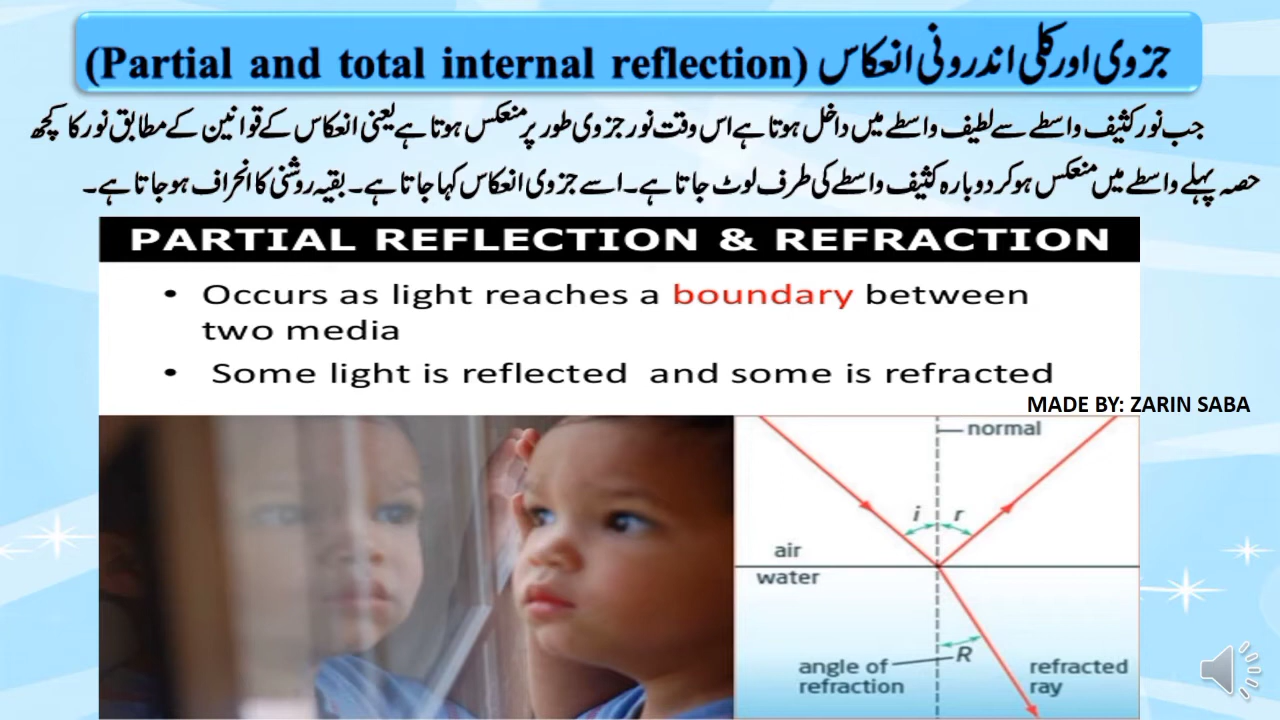 جزوی اور کلی اندرونی انعکاس (Partial and total internal reflection)
جب نور کثیف واسطے سے لطیف واسطے میں داخل ہوتا ہے اس وقت نور جزوی طور پر منعکس ہوتا ہے یعنی انعکاس کے قوانین کے مطابق نور کا کچھ
حصہ پہلے واسطے میں منعکس ہو کر دوبارہ کثیف واسطے کی طرف لوٹ جاتا ہے۔ اسے جزوی انعکاس کہا جاتا ہے۔ بقیہ روشنی کا انحراف ہو جاتا ہے۔
PARTIAL REFLECTION & REFRACTION
• Occurs as light reaches a boundary between
two media
• Some light is reflected and some is refracted
MADE BY: ZARIN SABA
normal
i r
air
water
R
angle of
refraction
refracted
ray